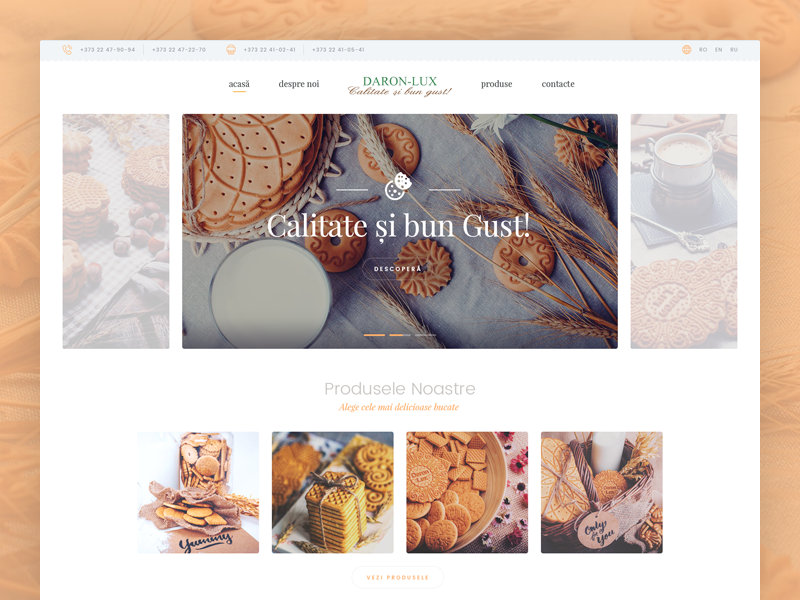 +373 22 47-90-94
+373 22 47-22-70
+373 22 41-02-41
+373 22 41-05-41
RO EN RU
acasă
despre noi
DARON-LUX
Calitate și bun gust!
produse
contacte
Calitate și bun Gust!
DESCOPERĂ
Produsele Noastre
Alege cele mai delicioase bucate
Yummy
Only
for
You
VEZI PRODUSELE